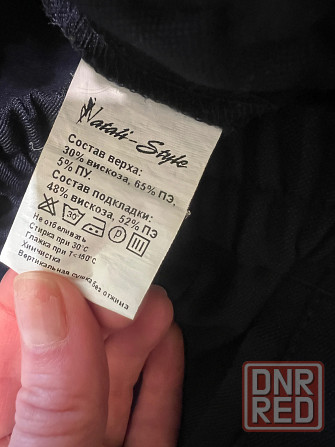 Natali-Style
Состав верха:
30% вискоза, 65% ПЭ,
5% ПУ.
Состав подкладки:
48% вискоза, 52% ПЭ
30
P
Не отбеливать
Стирка при 30°C
Глажка при T<150°C
Химчистка
Вертикальная сушка без отжима
DNR
RED